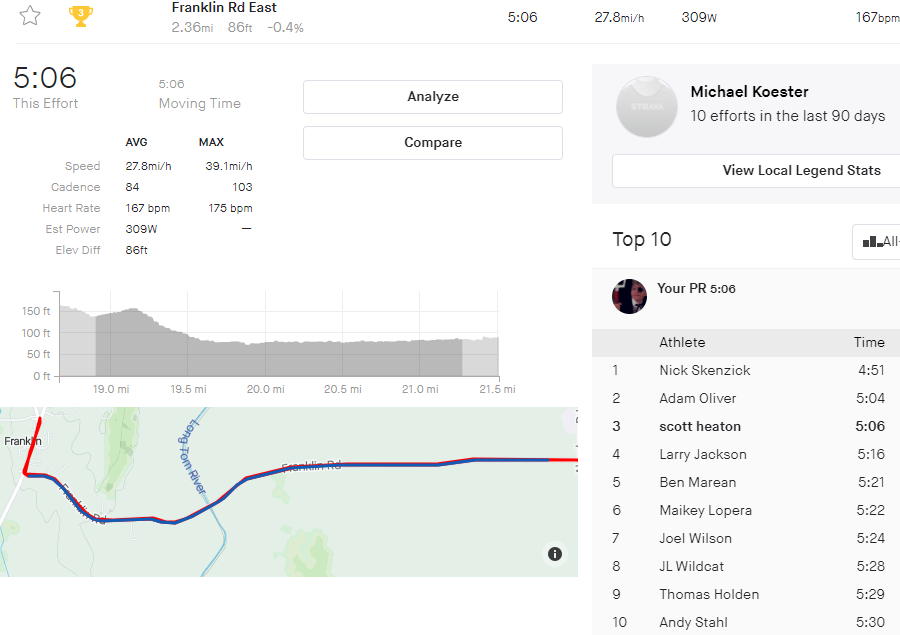 3
Franklin Rd East
2.36mi 86ft -0.4%
5:06 27.8mi/h 309W 167bpm
5:06
This Effort
5:06
Moving Time
Analyze
Compare
AVG MAX
Speed 27.8mi/h 39.1mi/h
Cadence 84 103
Heart Rate 167 bpm 175 bpm
Est Power 309W —
Elev Diff 86ft
150 ft
100 ft
50 ft
0 ft
19.0 mi 19.5 mi 20.0 mi 20.5 mi 21.0 mi 21.5 mi
Franklin
Franklin Rd
Long Tom River
Franklin Rd
STRAVA
Michael Koester
10 efforts in the last 90 days
View Local Legend Stats
Top 10
All-
Your PR 5:06
Athlete Time
1 Nick Skenzick 4:51
2 Adam Oliver 5:04
3 scott heaton 5:06
4 Larry Jackson 5:16
5 Ben Marean 5:21
6 Maikey Lopera 5:22
7 Joel Wilson 5:24
8 JL Wildcat 5:28
9 Thomas Holden 5:29
10 Andy Stahl 5:30